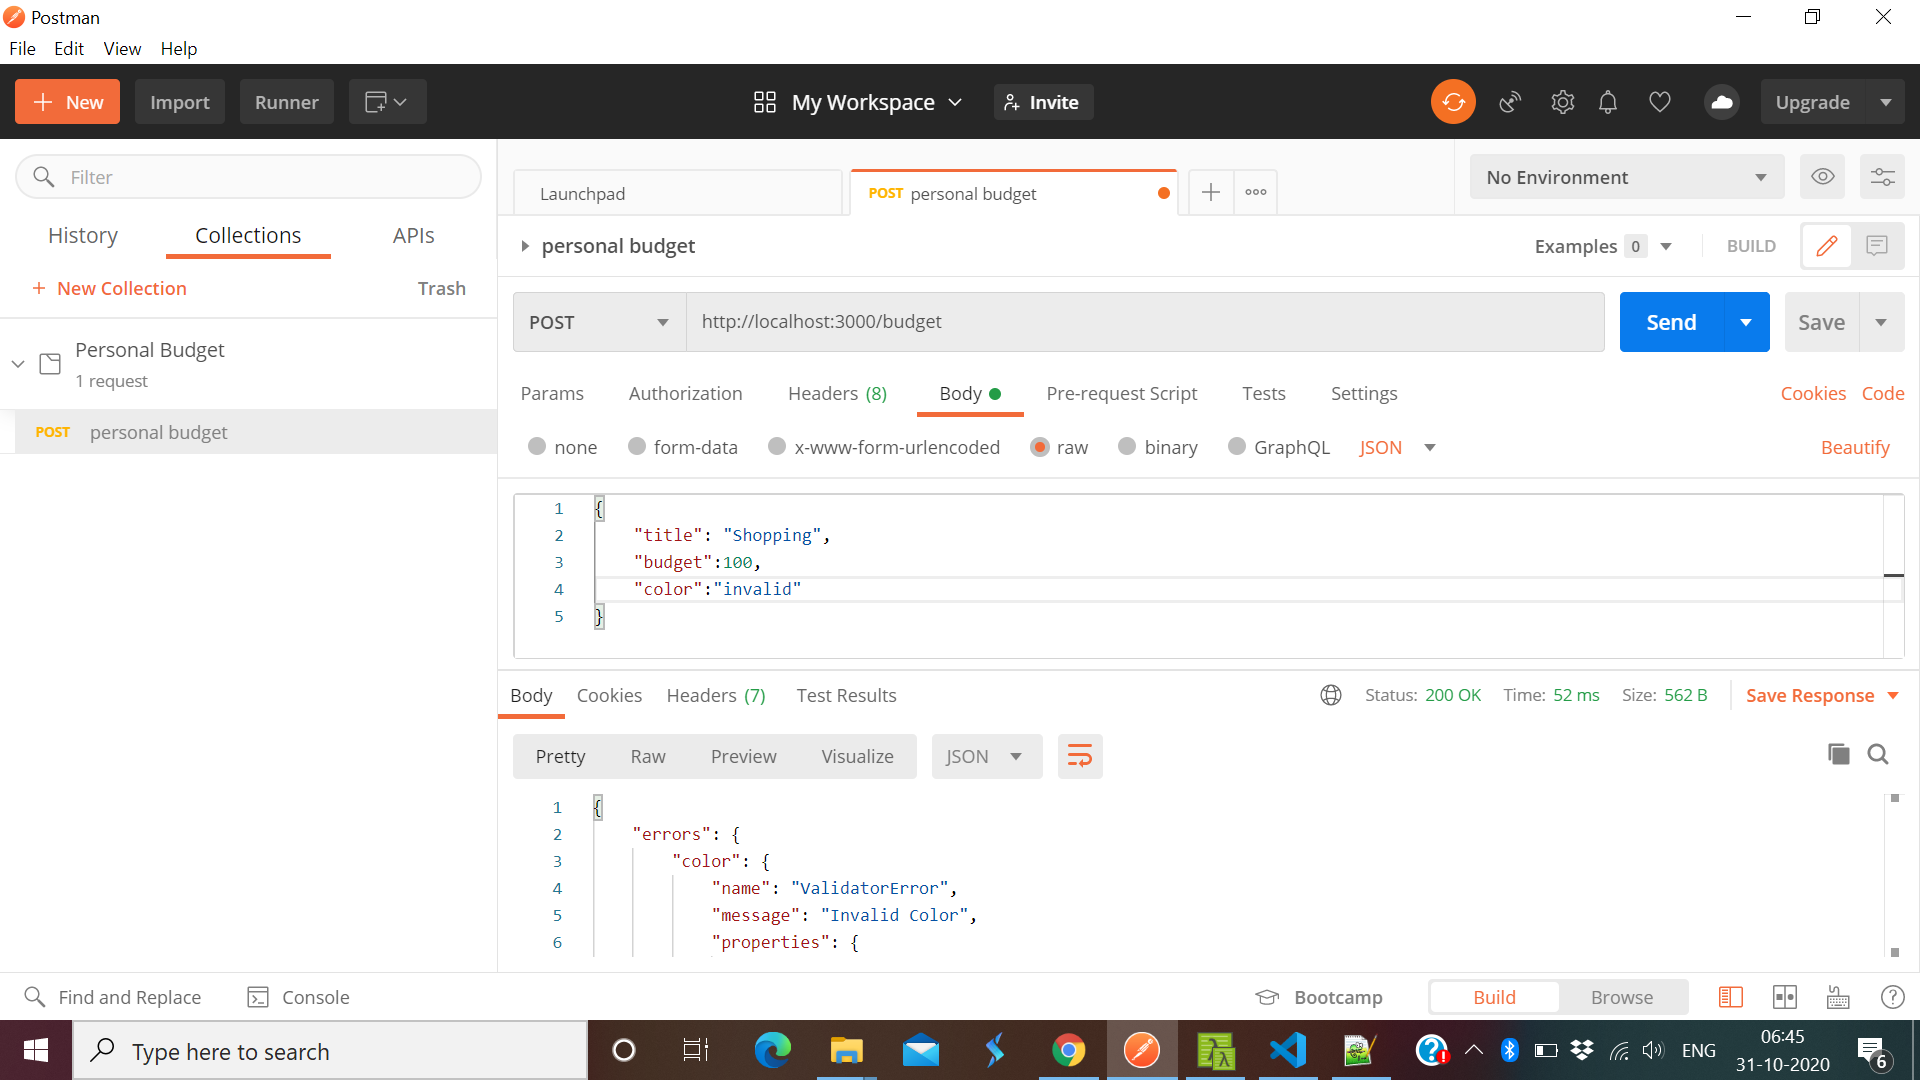 Postman
File Edit View Help
New Import Runner My Workspace Invite Upgrade
Filter
History Collections APIs
+ New Collection Trash
Personal Budget
1 request
POST personal budget
Launchpad POST personal budget No Environment
personal budget Examples 0 BUILD
POST http://localhost:3000/budget Send Save
Params Authorization Headers (8) Body Pre-request Script Tests Settings Cookies Code
none form-data x-www-form-urlencoded raw binary GraphQL JSON Beautify
1 {
2 "title": "Shopping",
3 "budget":100,
4 "color":"invalid"
5 }
Body Cookies Headers (7) Test Results Status: 200 OK Time: 52 ms Size: 562 B Save Response
Pretty Raw Preview Visualize JSON
1 {
2 "errors": {
3 "color": {
4 "name": "ValidatorError",
5 "message": "Invalid Color",
6 "properties": {
Find and Replace Console Bootcamp Build Browse
Type here to search ENG 06:45
31-10-2020 6